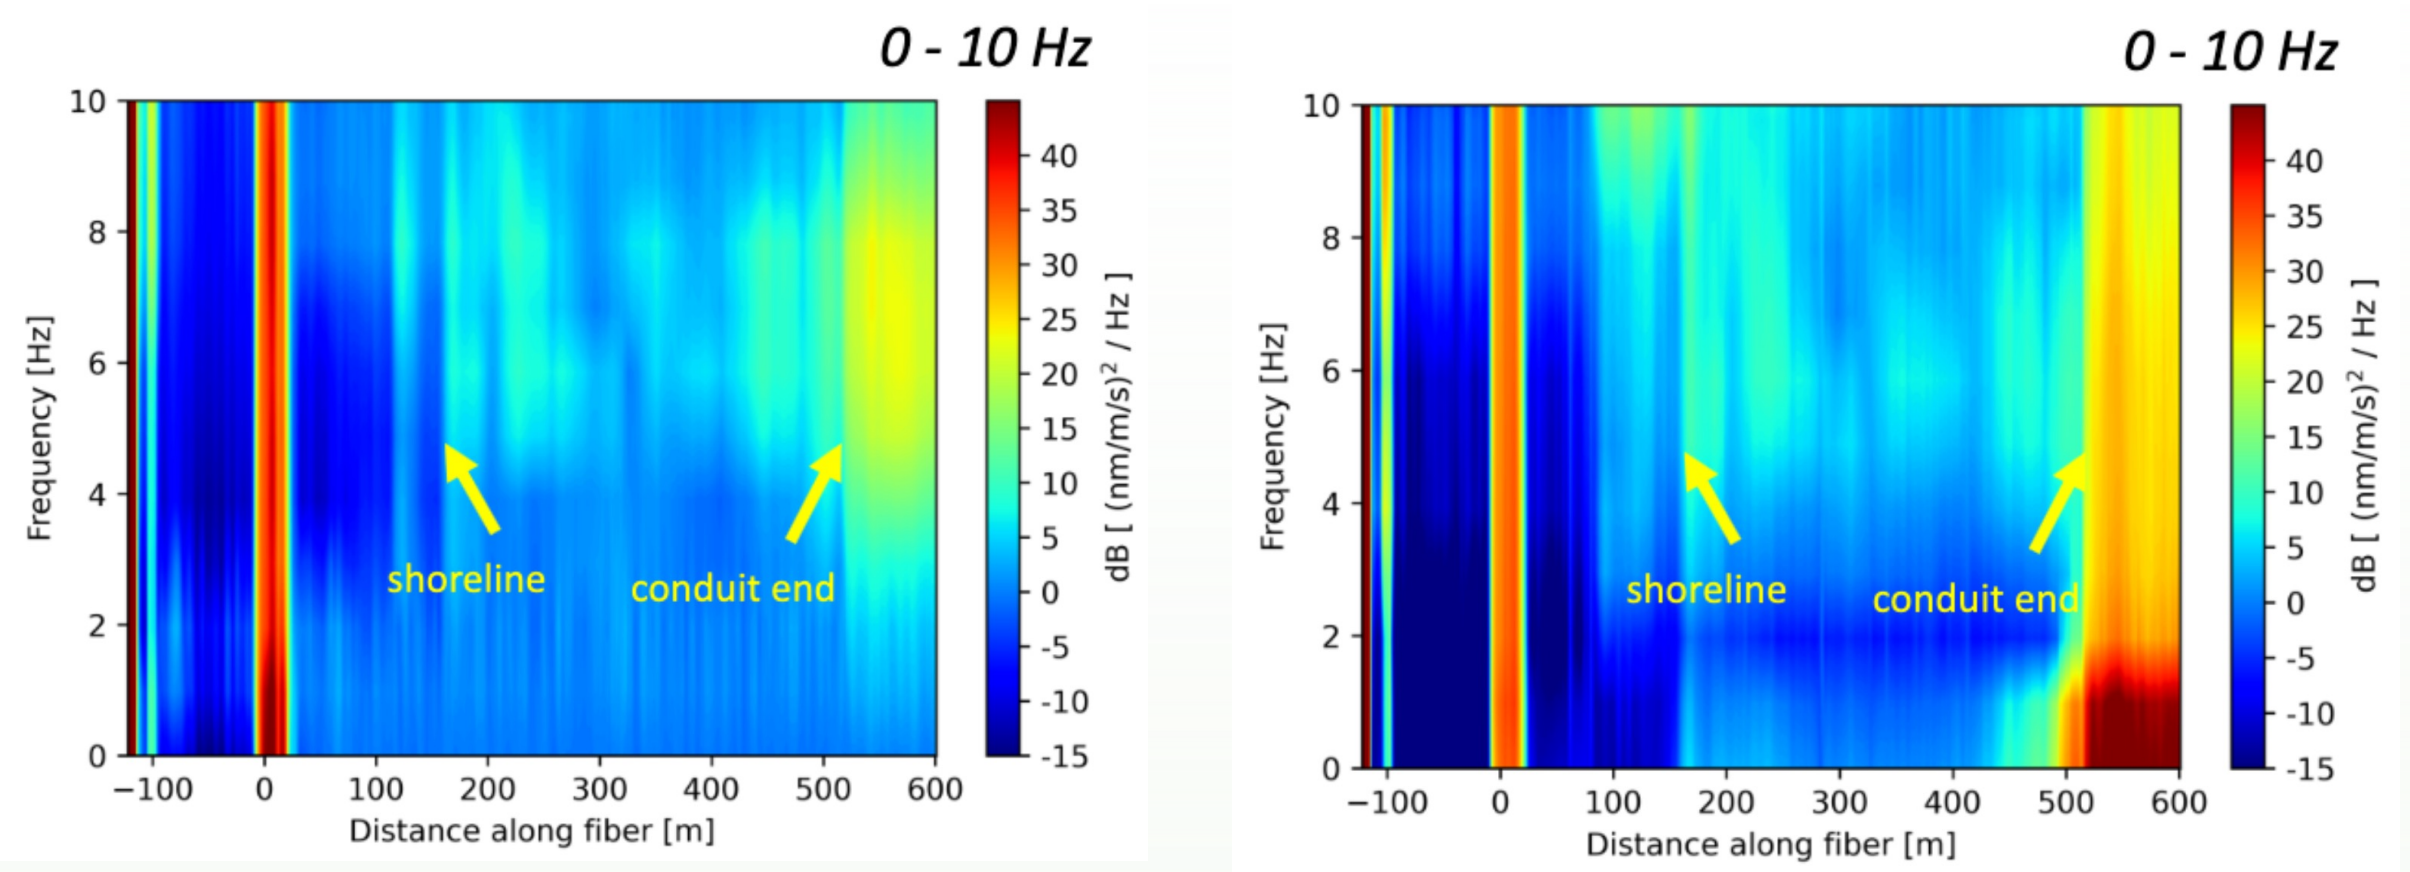 0 - 10 Hz
10
8
6
4
2
0
Frequency [Hz]
shoreline
conduit end
−100 0 100 200 300 400 500 600
Distance along fiber [m]
40
35
30
25
20
15
10
5
0
-5
-10
-15
dB [ (nm/m/s)² / Hz ]
0 - 10 Hz
10
8
6
4
2
0
Frequency [Hz]
shoreline
conduit end
−100 0 100 200 300 400 500 600
Distance along fiber [m]
40
35
30
25
20
15
10
5
0
-5
-10
-15
dB [ (nm/m/s)² / Hz ]